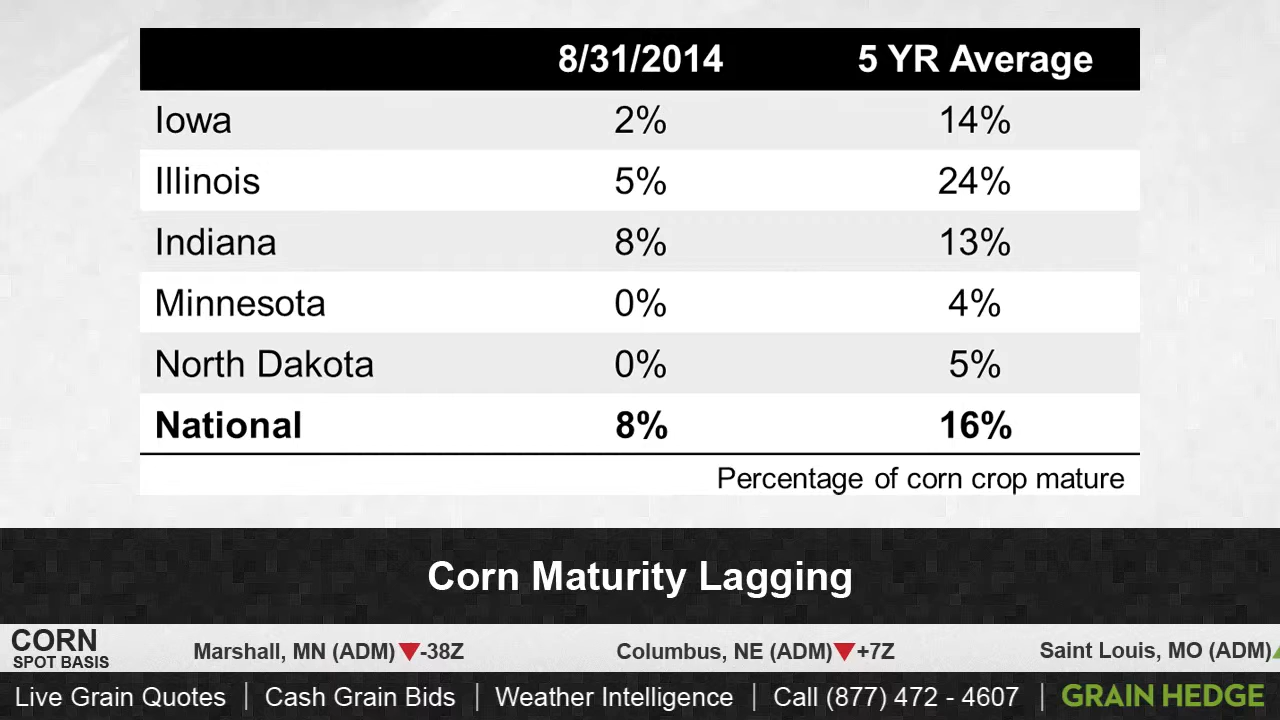 8/31/2014 5 YR Average
Iowa 2% 14%
Illinois 5% 24%
Indiana 8% 13%
Minnesota 0% 4%
North Dakota 0% 5%
National 8% 16%
Percentage of corn crop mature
Corn Maturity Lagging
CORN
SPOT BASIS
Marshall, MN (ADM) ▼-38Z Columbus, NE (ADM)▼+7Z Saint Louis, MO (ADM)
Live Grain Quotes | Cash Grain Bids | Weather Intelligence | Call (877) 472 - 4607 | GRAIN HEDGE